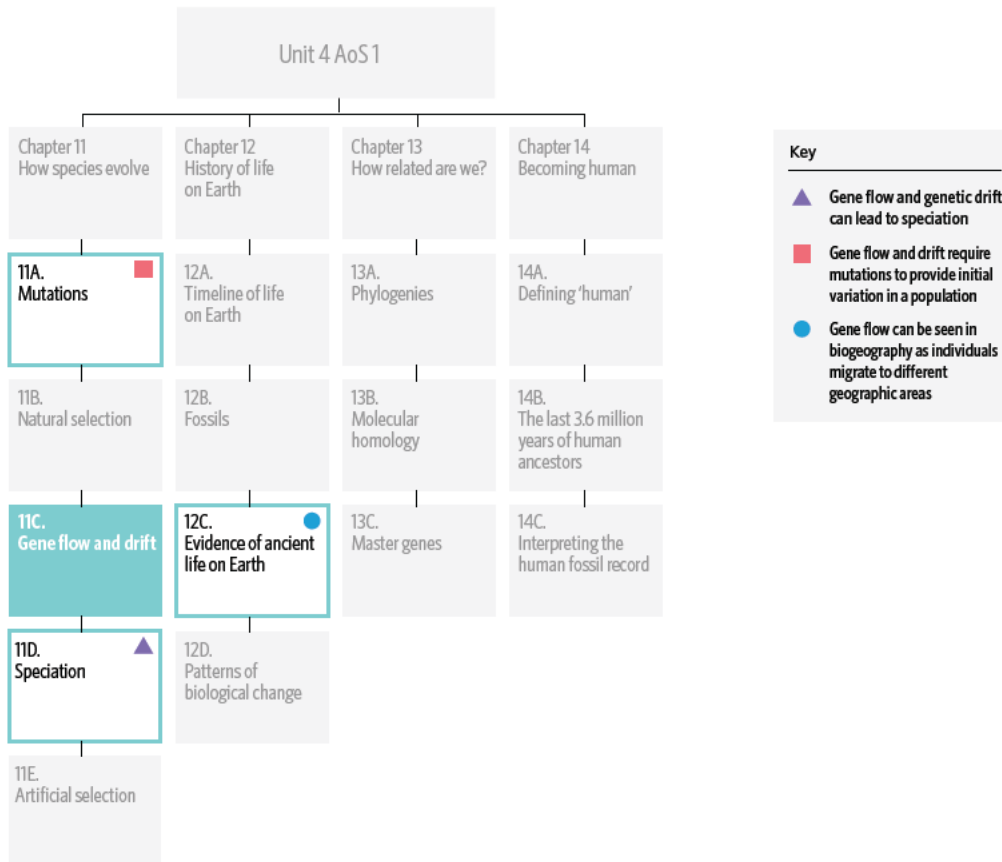 Unit 4 AoS 1
Chapter 11
How species evolve
Chapter 12
History of life
on Earth
Chapter 13
How related are we?
Chapter 14
Becoming human
11A.
Mutations
12A.
Timeline of life
on Earth
13A.
Phylogenies
14A.
Defining ‘human’
11B.
Natural selection
12B.
Fossils
13B.
Molecular
homology
14B.
The last 3.6 million
years of human
ancestors
11C.
Gene flow and drift
12C.
Evidence of ancient
life on Earth
13C.
Master genes
14C.
Interpreting the
human fossil record
11D.
Speciation
12D.
Patterns of
biological change
11E.
Artificial selection
Key
Gene flow and genetic drift
can lead to speciation
Gene flow and drift require
mutations to provide initial
variation in a population
Gene flow can be seen in
biogeography as individuals
migrate to different
geographic areas